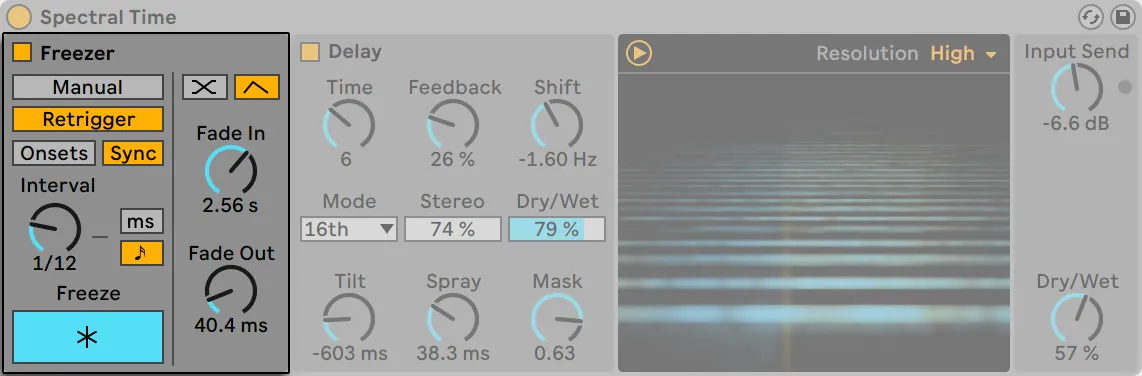 Spectral Time
Freezer
Manual
Retrigger
Onsets Sync
Interval
ms
1/12
Freeze
Fade In
2.56 s
Fade Out
40.4 ms
Delay
Time Feedback Shift
6 26 % -1.60 Hz
Mode Stereo Dry/Wet
16th 74 % 79 %
Tilt Spray Mask
-603 ms 38.3 ms 0.63
Resolution High
Input Send
-6.6 dB
Dry/Wet
57 %